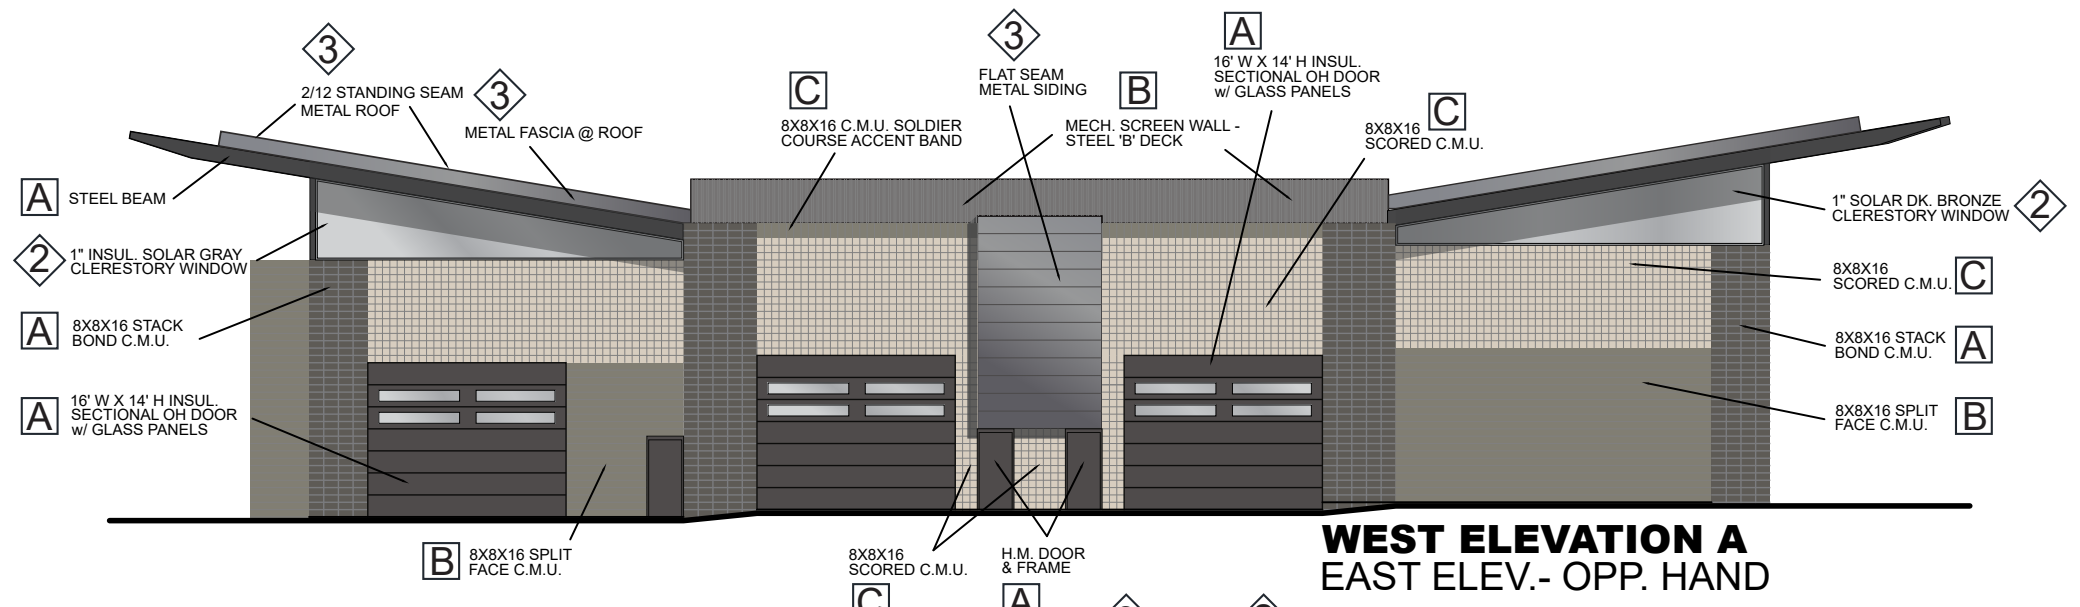 3
2/12 STANDING SEAM
METAL ROOF
3
METAL FASCIA @ ROOF
C
8X8X16 C.M.U. SOLDIER
COURSE ACCENT BAND
3
FLAT SEAM
METAL SIDING
B
MECH. SCREEN WALL -
STEEL 'B' DECK
A
16' W X 14' H INSUL.
SECTIONAL OH DOOR
w/ GLASS PANELS
C
8X8X16
SCORED C.M.U.
A
STEEL BEAM
2
1" INSUL. SOLAR GRAY
CLERESTORY WINDOW
A
8X8X16 STACK
BOND C.M.U.
A
16' W X 14' H INSUL.
SECTIONAL OH DOOR
w/ GLASS PANELS
1" SOLAR DK. BRONZE
CLERESTORY WINDOW
2
8X8X16
SCORED C.M.U.
C
8X8X16 STACK
BOND C.M.U.
A
8X8X16 SPLIT
FACE C.M.U.
B
B
8X8X16 SPLIT
FACE C.M.U.
8X8X16
SCORED C.M.U.
C
H.M. DOOR
& FRAME
A
WEST ELEVATION A
EAST ELEV.- OPP. HAND